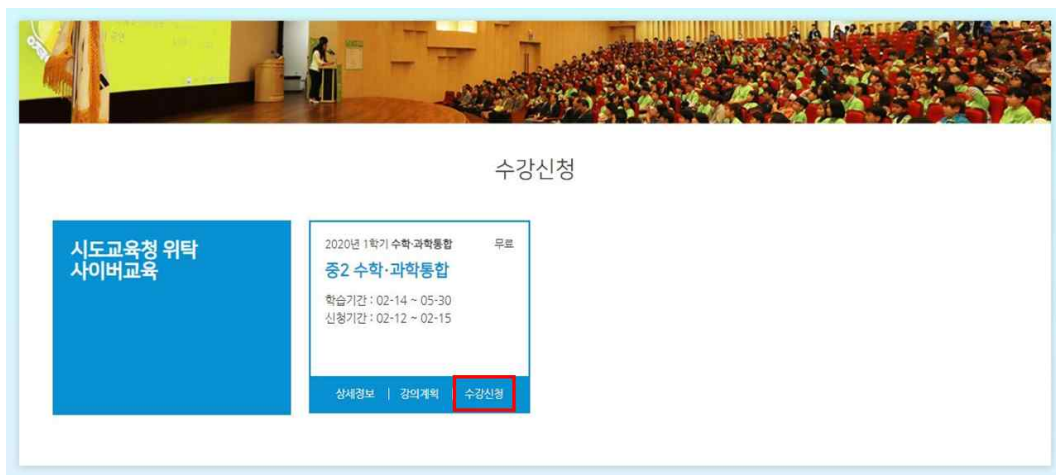 수강신청
시도교육청 위탁
사이버교육
2020년 1학기 수학·과학통합 무료
중2 수학·과학통합
학습기간 : 02-14 ~ 05-30
신청기간 : 02-12 ~ 02-15
상세정보 | 강의계획 | 수강신청